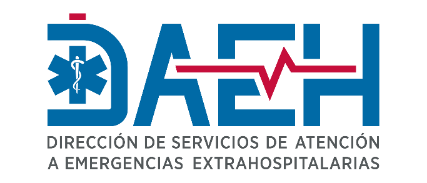 DAEH
DIRECCIÓN DE SERVICIOS DE ATENCIÓN
A EMERGENCIAS EXTRAHOSPITALARIAS